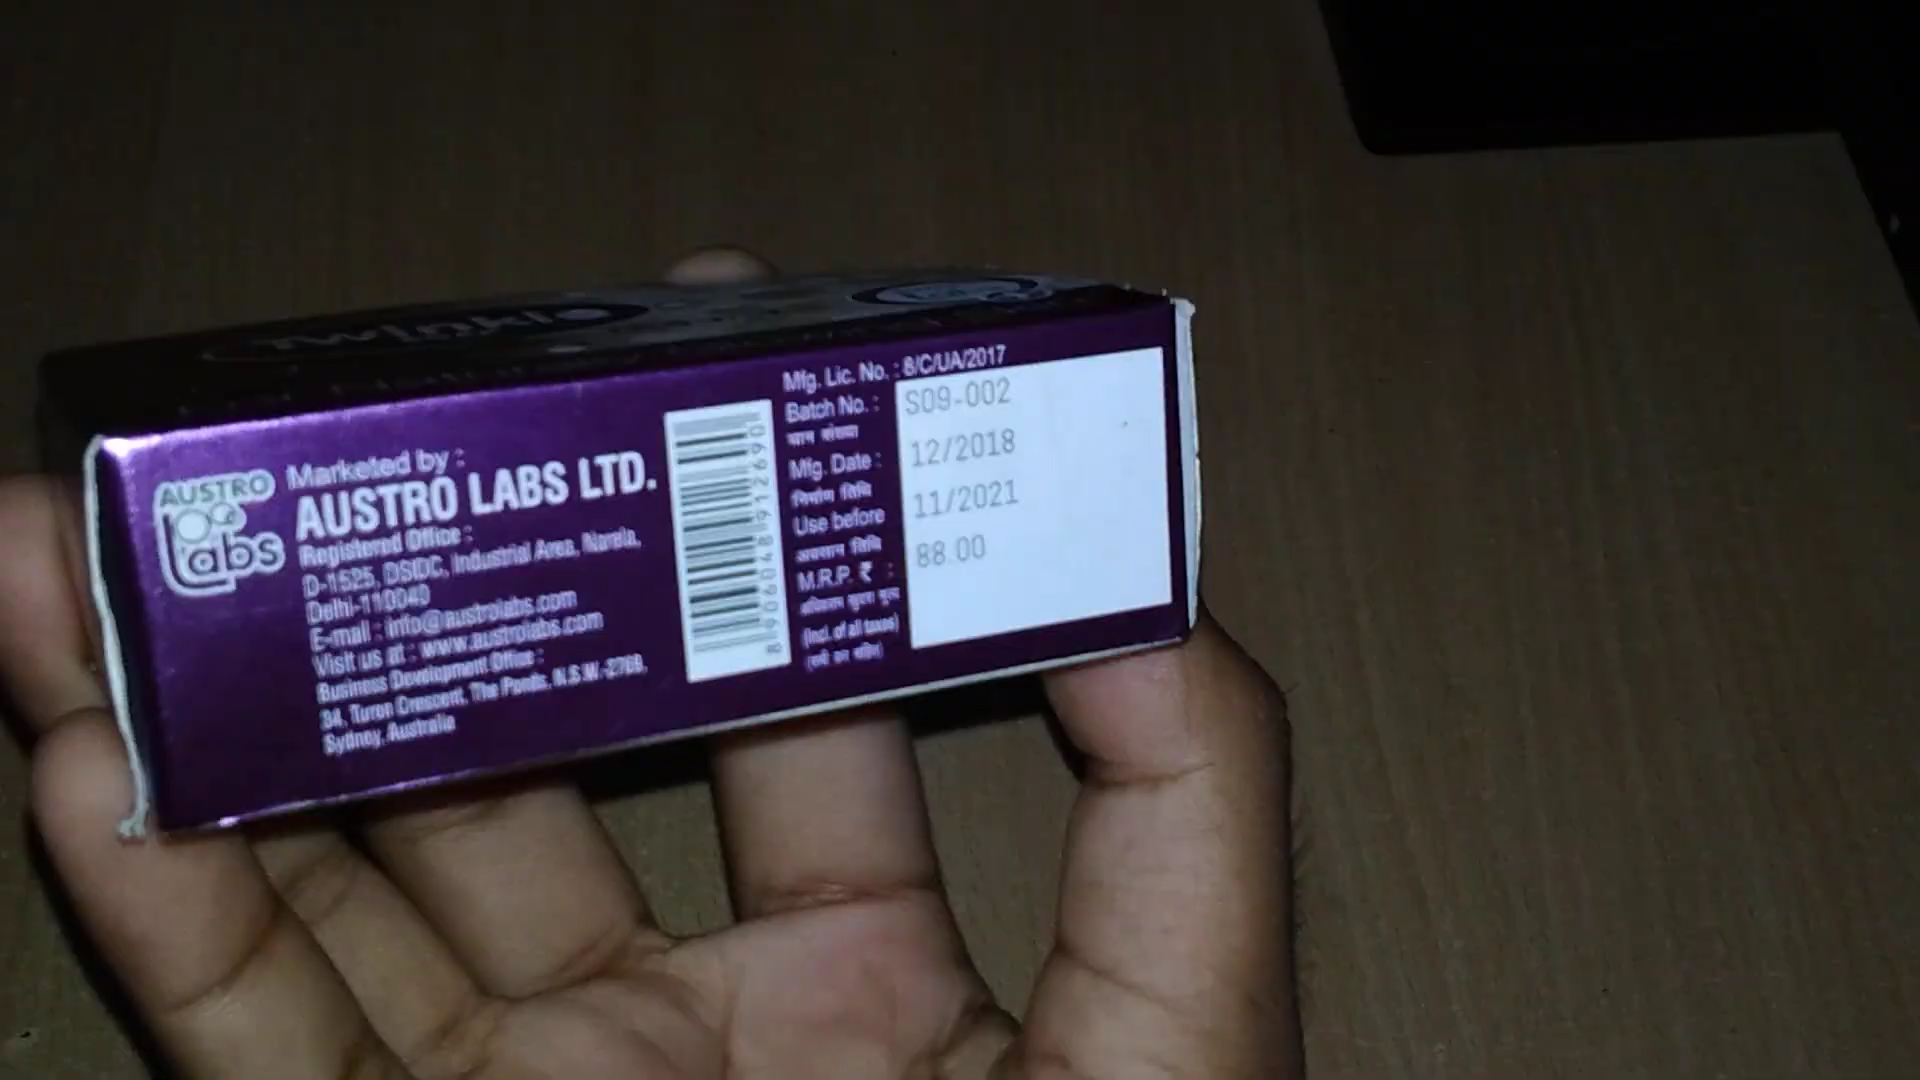 AUSTRO
Labs
Marketed by :
AUSTRO LABS LTD.
Registered Office :
D-1525, DSIDC, Industrial Area, Narela,
Delhi-110040
E-mail : info@austrolabs.com
Visit us at : www.austrolabs.com
Business Development Office :
34, Turon Crescent, The Ponds, N.S.W.-2769,
Sydney, Australia
8906048912690
Mfg. Lic. No. : 8/C/UA/2017
Batch No. : S09-002
घान संख्या
Mfg. Date : 12/2018
निर्माण तिथि
Use before 11/2021
अवसान तिथि
M.R.P. ₹ : 88.00
अधिकतम खुदरा मूल्य
(Incl. of all taxes)
(सभी कर सहित)